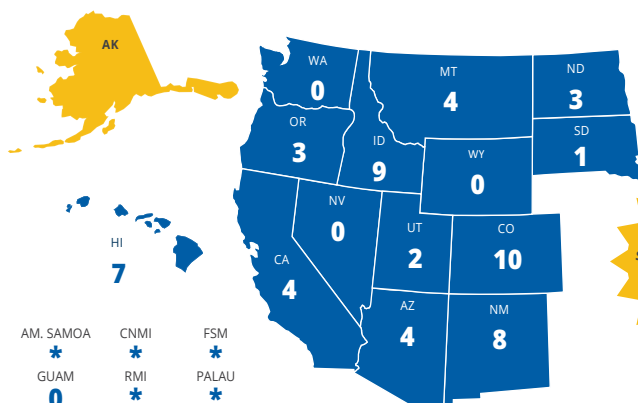 AK
WA
0
MT
4
ND
3
OR
3
ID
9
SD
1
WY
0
NV
0
UT
2
CO
10
HI
7
CA
4
AZ
4
NM
8
AM. SAMOA CNMI FSM
* * *
GUAM RMI PALAU
0 * *